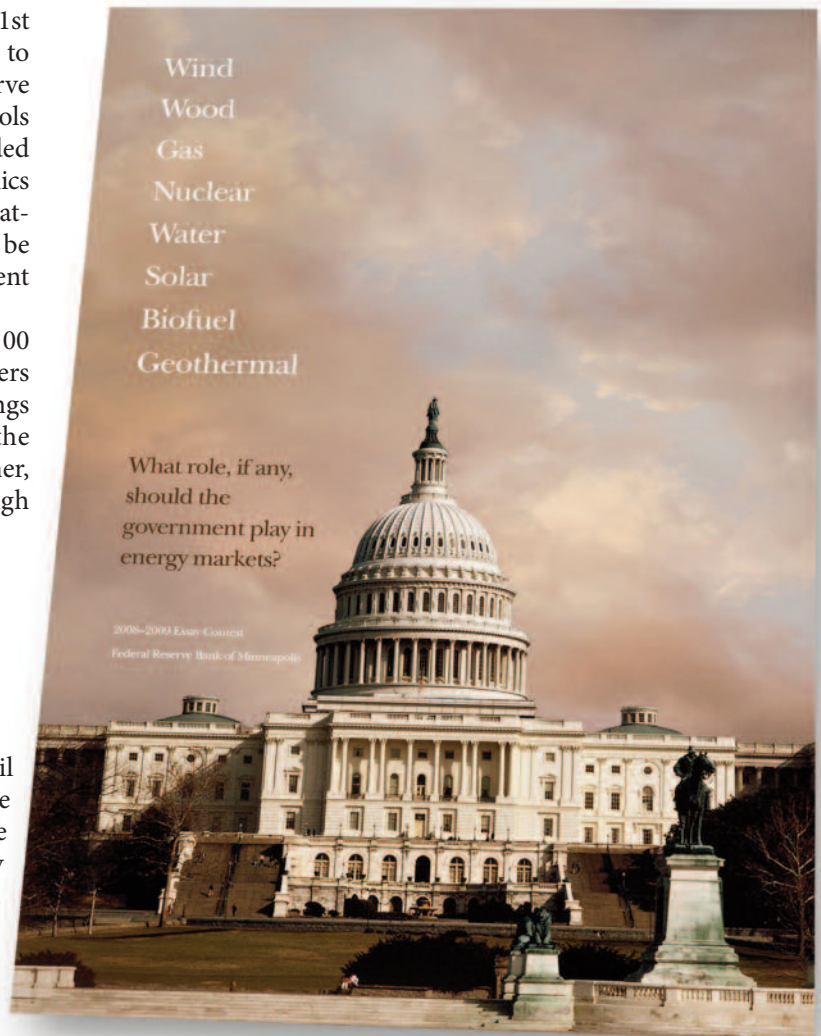 1st
to
rve
ols
led
ics
at-
be
ent
00
ers
ngs
the
ner,
ugh
il
e
e
y
Wind
Wood
Gas
Nuclear
Water
Solar
Biofuel
Geothermal
What role, if any,
should the
government play in
energy markets?
2008–2009 Essay Contest
Federal Reserve Bank of Minneapolis